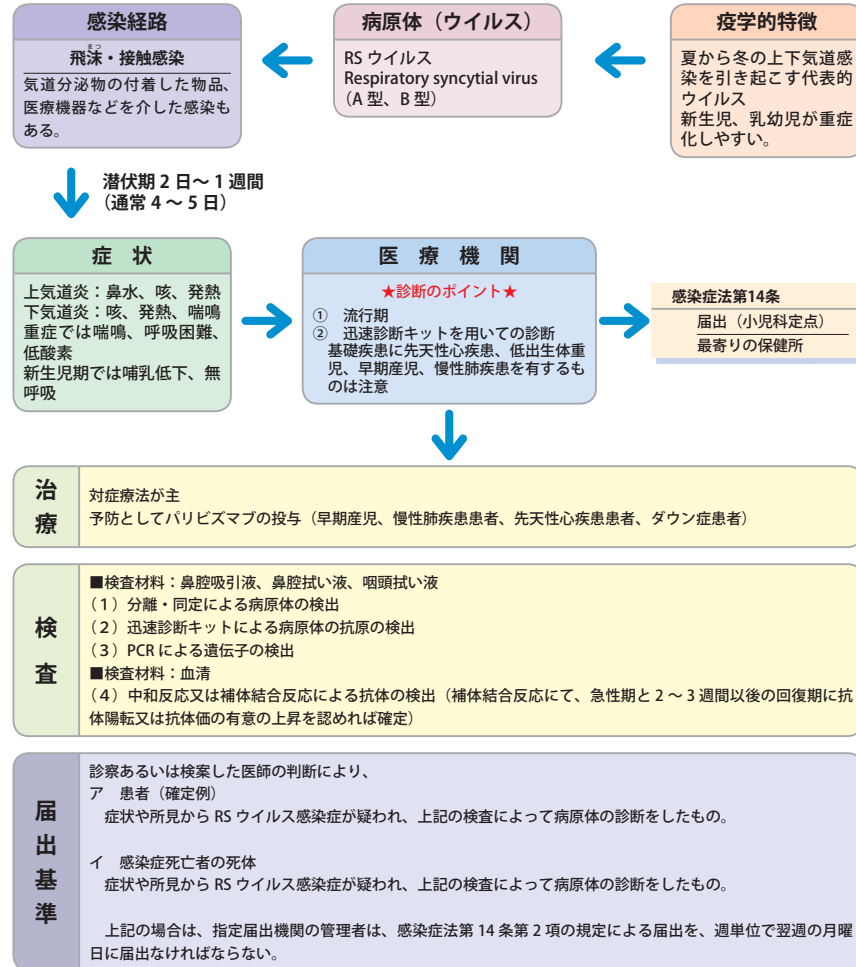 感染経路
飛沫・接触感染
まつ
気道分泌物の付着した物品、
医療機器などを介した感染も
ある。
病原体（ウイルス）
RS ウイルス
Respiratory syncytial virus
（A 型、B 型）
疫学的特徴
夏から冬の上下気道感
染を引き起こす代表的
ウイルス
新生児、乳幼児が重症
化しやすい。
潜伏期 2 日～ 1 週間
（通常 4 ～ 5 日）
症　状
上気道炎：鼻水、咳、発熱
下気道炎：咳、発熱、喘鳴
重症では喘鳴、呼吸困難、
低酸素
新生児期では哺乳低下、無
呼吸
医　療　機　関
★診断のポイント★
①　流行期
②　迅速診断キットを用いての診断
基礎疾患に先天性心疾患、低出生体重
児、早期産児、慢性肺疾患を有するも
のは注意
感染症法第14条
届出（小児科定点）
最寄りの保健所
治療
対症療法が主
予防としてパリビズマブの投与（早期産児、慢性肺疾患患者、先天性心疾患患者、ダウン症患者）
検査
■検査材料：鼻腔吸引液、鼻腔拭い液、咽頭拭い液
（１）分離・同定による病原体の検出
（２）迅速診断キットによる病原体の抗原の検出
（３）PCR による遺伝子の検出
■検査材料：血清
（４）中和反応又は補体結合反応による抗体の検出（補体結合反応にて、急性期と 2 ～ 3 週間以後の回復期に抗
体陽転又は抗体価の有意の上昇を認めれば確定）
届出基準
診察あるいは検案した医師の判断により、
ア　患者（確定例）
症状や所見から RS ウイルス感染症が疑われ、上記の検査によって病原体の診断をしたもの。
イ　感染症死亡者の死体
症状や所見から RS ウイルス感染症が疑われ、上記の検査によって病原体の診断をしたもの。
上記の場合は、指定届出機関の管理者は、感染症法第 14 条第 2 項の規定による届出を、週単位で翌週の月曜
日に届出なければならない。